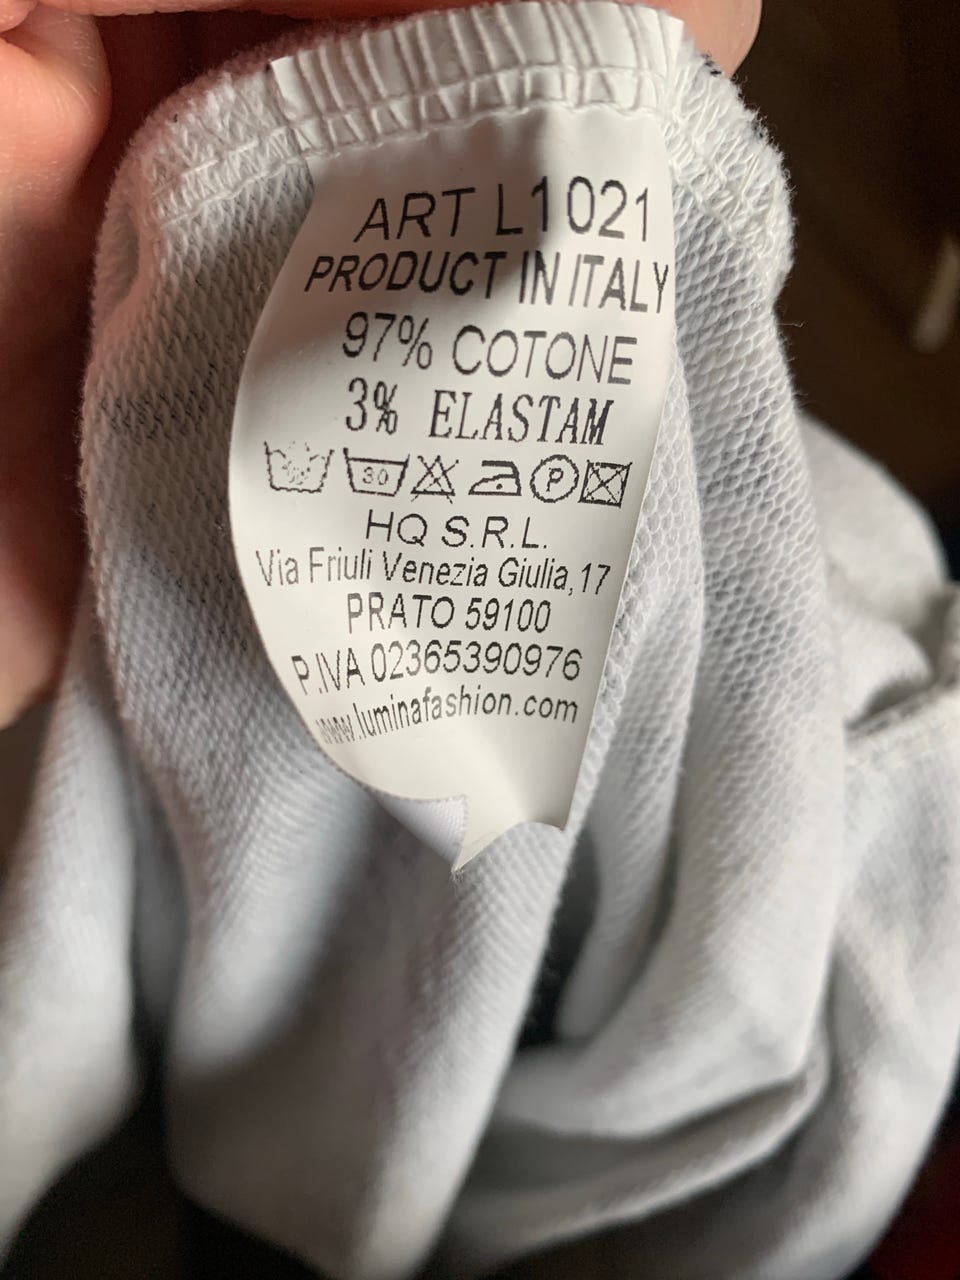 ART L1021
PRODUCT IN ITALY
97% COTONE
3% ELASTAM
30 P
HQ S.R.L.
Via Friuli Venezia Giulia,17
PRATO 59100
P.IVA 02365390976
www.luminafashion.com